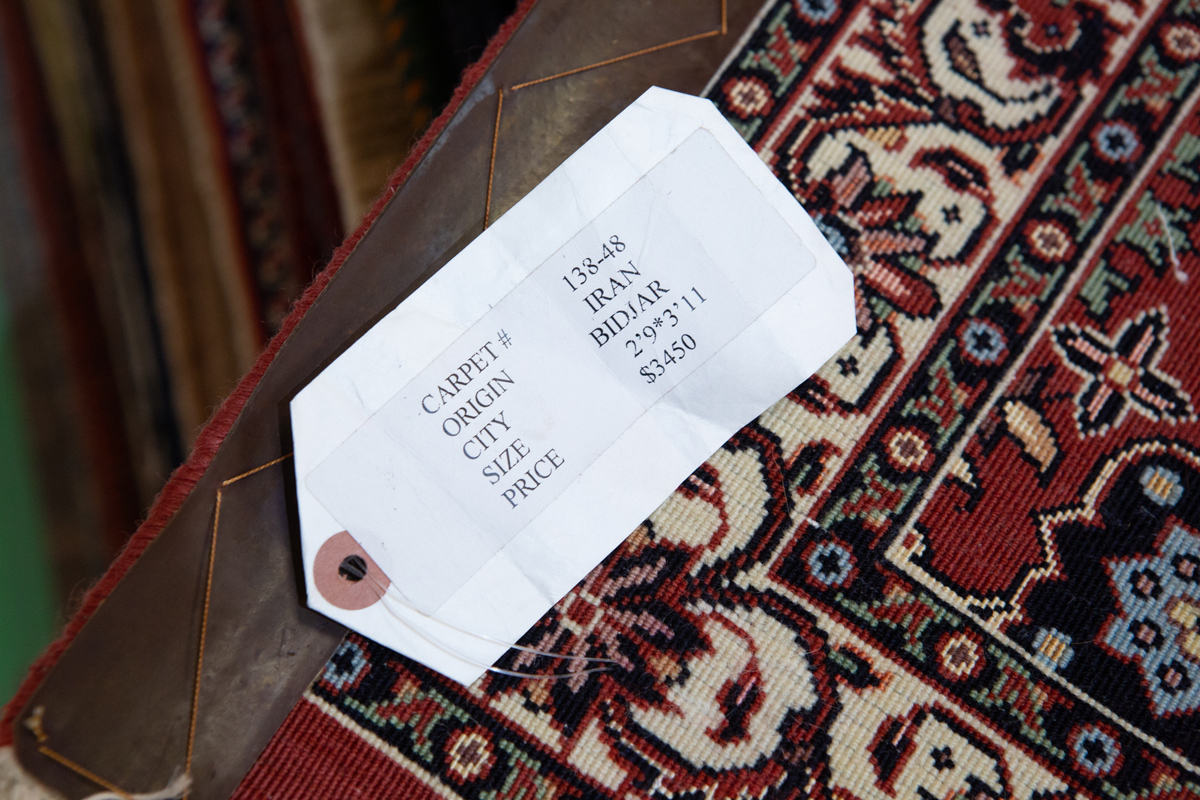 CARPET # 138-48
ORIGIN IRAN
CITY BIDJAR
SIZE 2'9*3'11
PRICE $3450